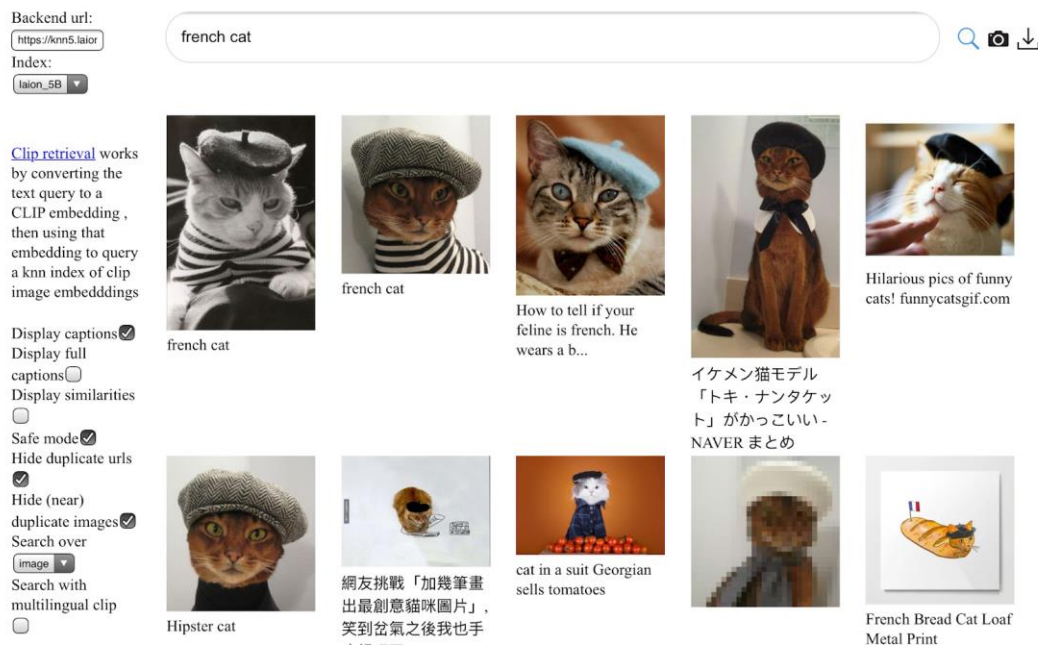 Backend url:
https://knn5.laior
Index:
laion_5B
french cat
Clip retrieval works
by converting the
text query to a
CLIP embedding ,
then using that
embedding to query
a knn index of clip
image embedddings
Display captions
Display full
captions
Display similarities
Safe mode
Hide duplicate urls
Hide (near)
duplicate images
Search over
image
Search with
multilingual clip
french cat
french cat
How to tell if your
feline is french. He
wears a b...
イケメン猫モデル
「トキ・ナンタケッ
ト」がかっこいい -
NAVER まとめ
Hilarious pics of funny
cats! funnycatsgif.com
Hipster cat
網友挑戰「加幾筆畫
出最創意貓咪圖片」,
笑到岔氣之後我也手
cat in a suit Georgian
sells tomatoes
French Bread Cat Loaf
Metal Print